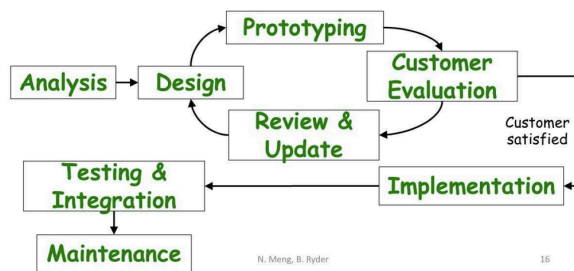 Prototyping
Analysis
Design
Customer
Evaluation
Review &
Update
Customer
satisfied
Testing &
Integration
Implementation
Maintenance
N. Meng, B. Ryder
16